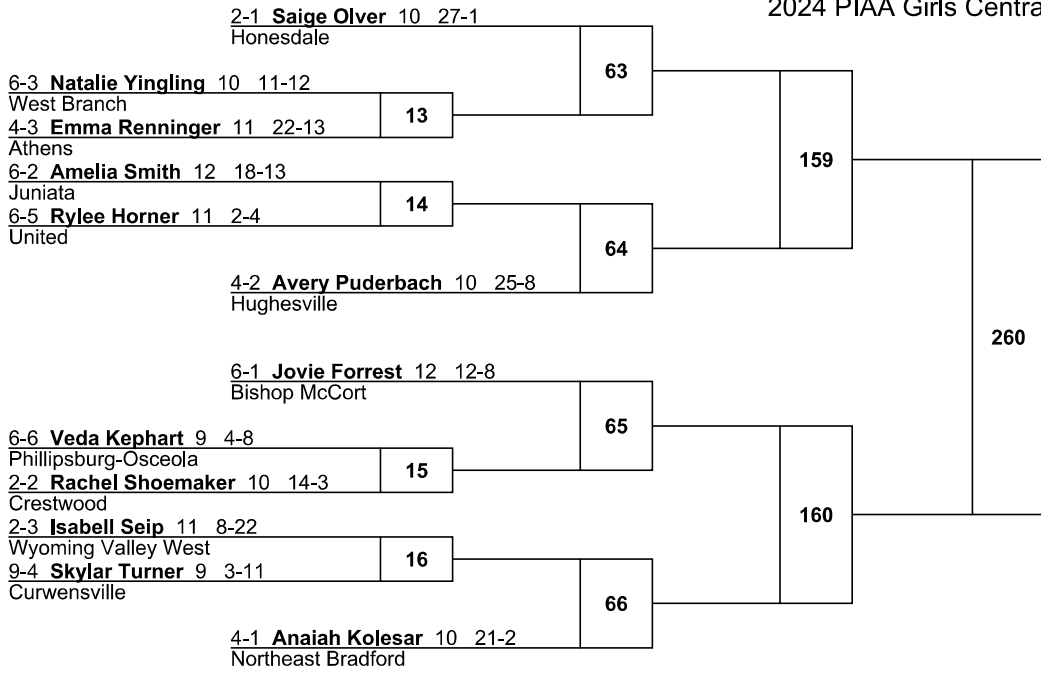 2024 PIAA Girls Centra
2-1 Saige Olver 10 27-1
Honesdale
63
6-3 Natalie Yingling 10 11-12
West Branch
13
4-3 Emma Renninger 11 22-13
Athens
159
6-2 Amelia Smith 12 18-13
Juniata
14
6-5 Rylee Horner 11 2-4
United
64
4-2 Avery Puderbach 10 25-8
Hughesville
260
6-1 Jovie Forrest 12 12-8
Bishop McCort
65
6-6 Veda Kephart 9 4-8
Phillipsburg-Osceola
15
2-2 Rachel Shoemaker 10 14-3
Crestwood
160
2-3 Isabell Seip 11 8-22
Wyoming Valley West
16
9-4 Skylar Turner 9 3-11
Curwensville
66
4-1 Anaiah Kolesar 10 21-2
Northeast Bradford